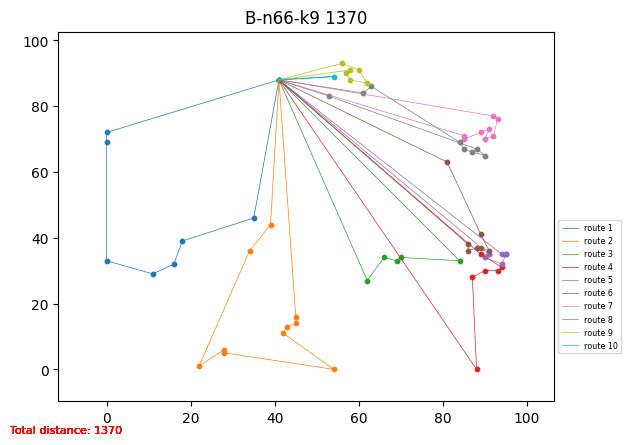 B-n66-k9 1370
100
80
60
40
20
0
0 20 40 60 80 100
route 1
route 2
route 3
route 4
route 5
route 6
route 7
route 8
route 9
route 10
Total distance: 1370